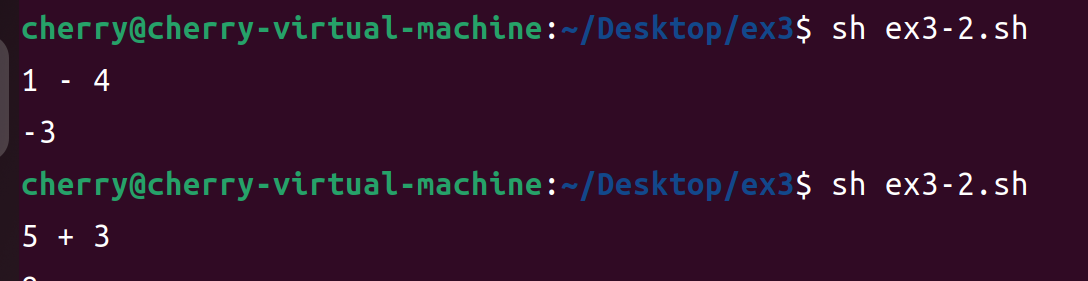 cherry@cherry-virtual-machine:~/Desktop/ex3$ sh ex3-2.sh
1 - 4
-3
cherry@cherry-virtual-machine:~/Desktop/ex3$ sh ex3-2.sh
5 + 3